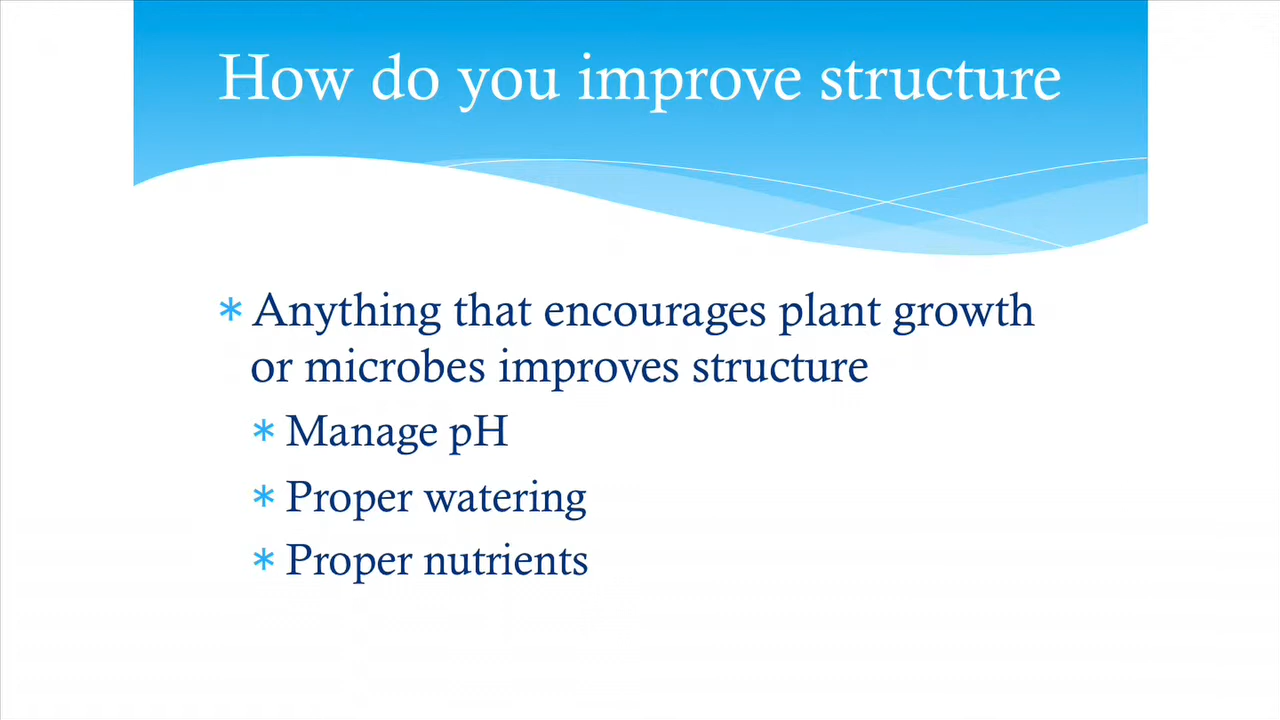 How do you improve structure
* Anything that encourages plant growth
or microbes improves structure
* Manage pH
* Proper watering
* Proper nutrients